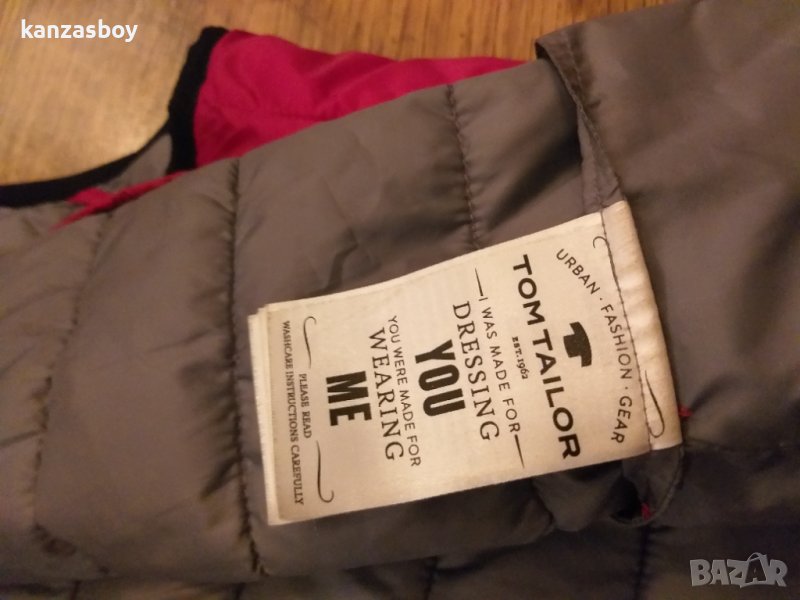 kanzasboy
URBAN · FASHION · GEAR
TOM TAILOR
EST. 1962
I WAS MADE FOR
DRESSING
YOU
YOU WERE MADE FOR
WEARING
ME
PLEASE READ
WASHCARE INSTRUCTIONS CAREFULLY
BAZAR